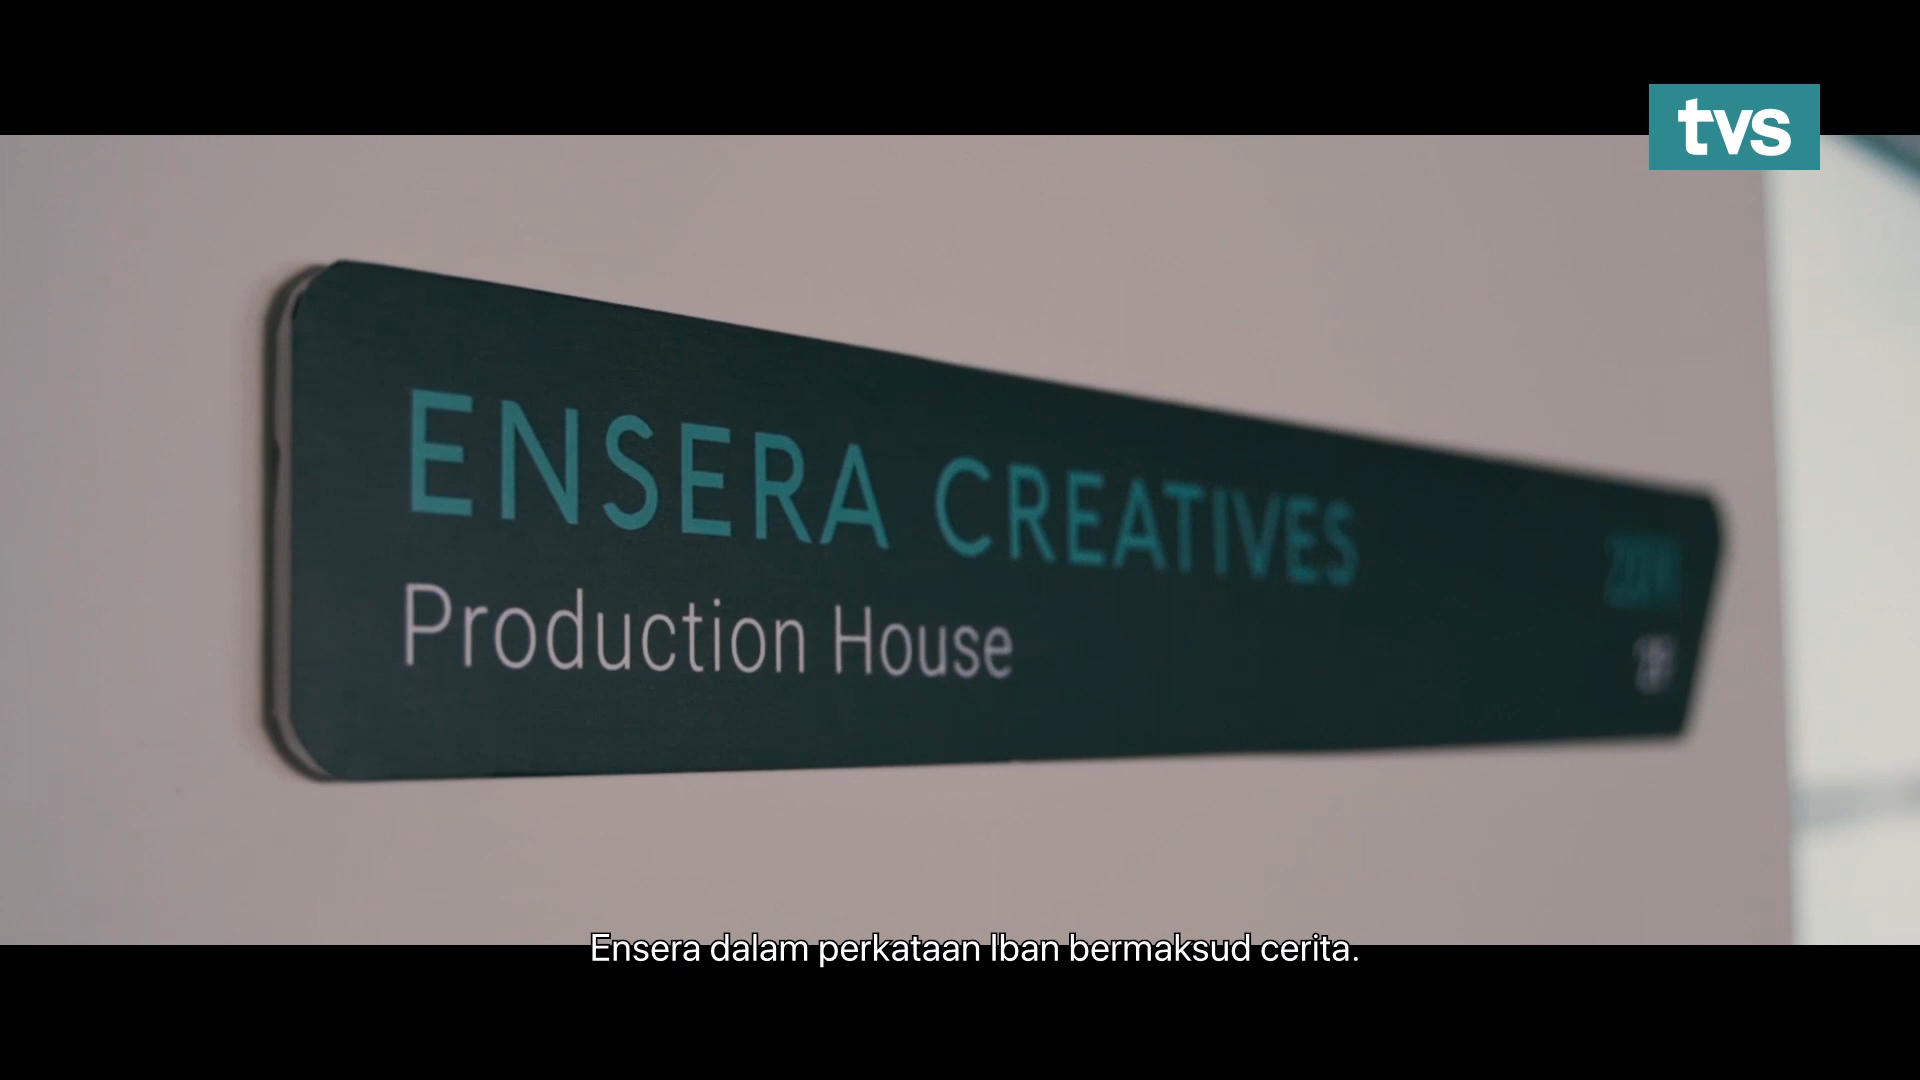 tvs
ENSERA CREATIVES
Production House
Ensera dalam perkataan Iban bermaksud cerita.